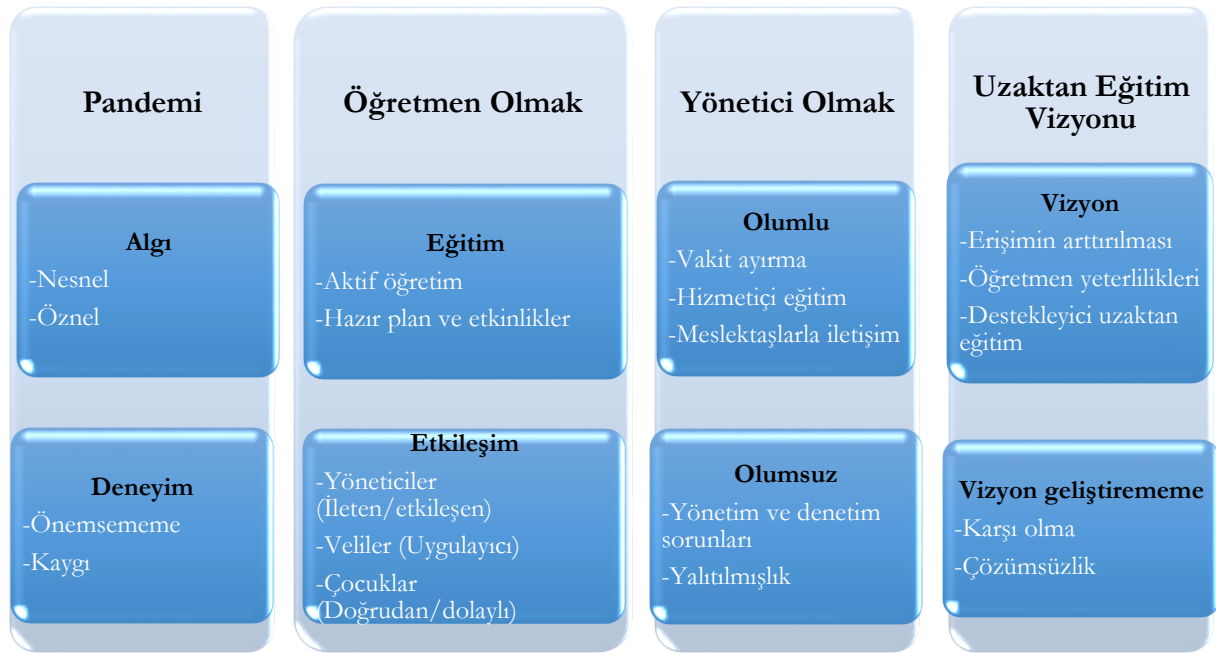 Pandemi
Algı
-Nesnel
-Öznel
Deneyim
-Önemsememe
-Kaygı
Öğretmen Olmak
Eğitim
-Aktif öğretim
-Hazır plan ve etkinlikler
Etkileşim
-Yöneticiler
(İleten/etkileşen)
-Veliler (Uygulayıcı)
-Çocuklar
(Doğrudan/dolaylı)
Yönetici Olmak
Olumlu
-Vakit ayırma
-Hizmetiçi eğitim
-Meslektaşlarla iletişim
Olumsuz
-Yönetim ve denetim
sorunları
-Yalıtılmışlık
Uzaktan Eğitim
Vizyonu
Vizyon
-Erişimin arttırılması
-Öğretmen yeterlilikleri
-Destekleyici uzaktan
eğitim
Vizyon geliştirememe
-Karşı olma
-Çözümsüzlik